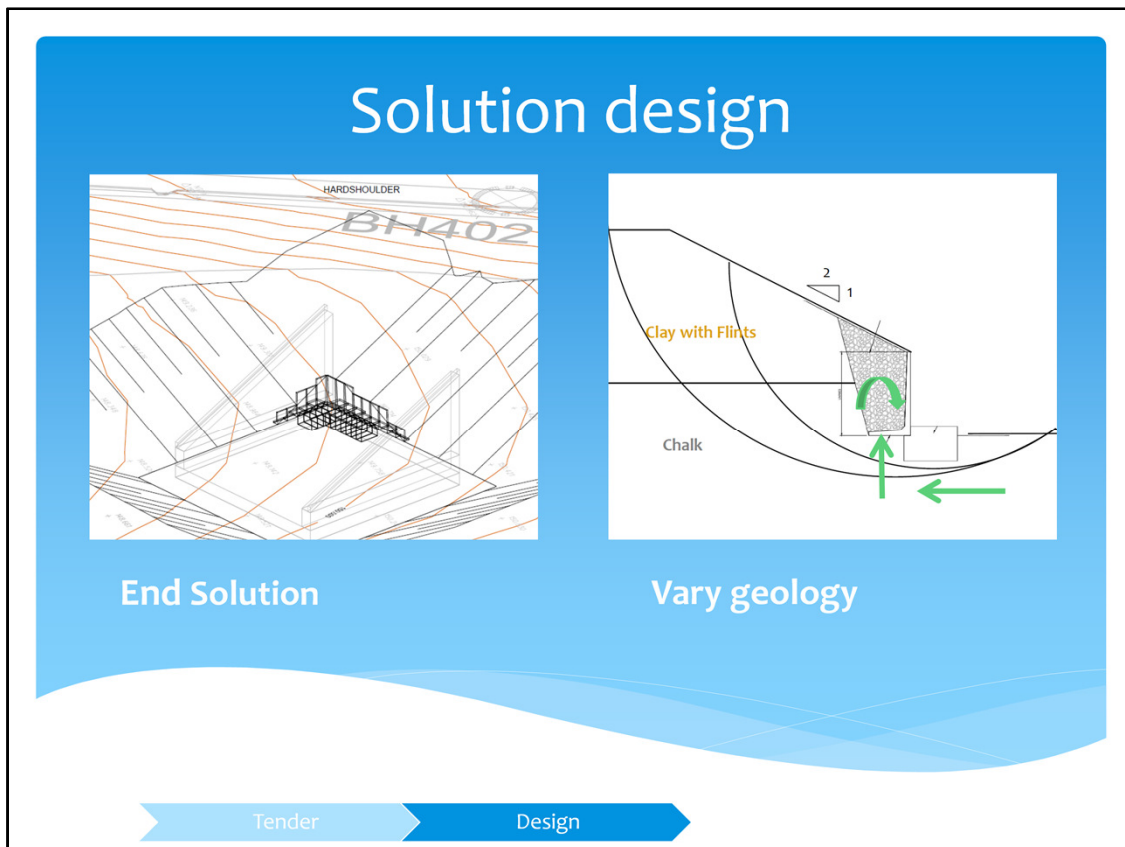 Solution design
HARDSHOULDER
BH402
2
1
Clay with Flints
Chalk
End Solution
Vary geology
Tender
Design